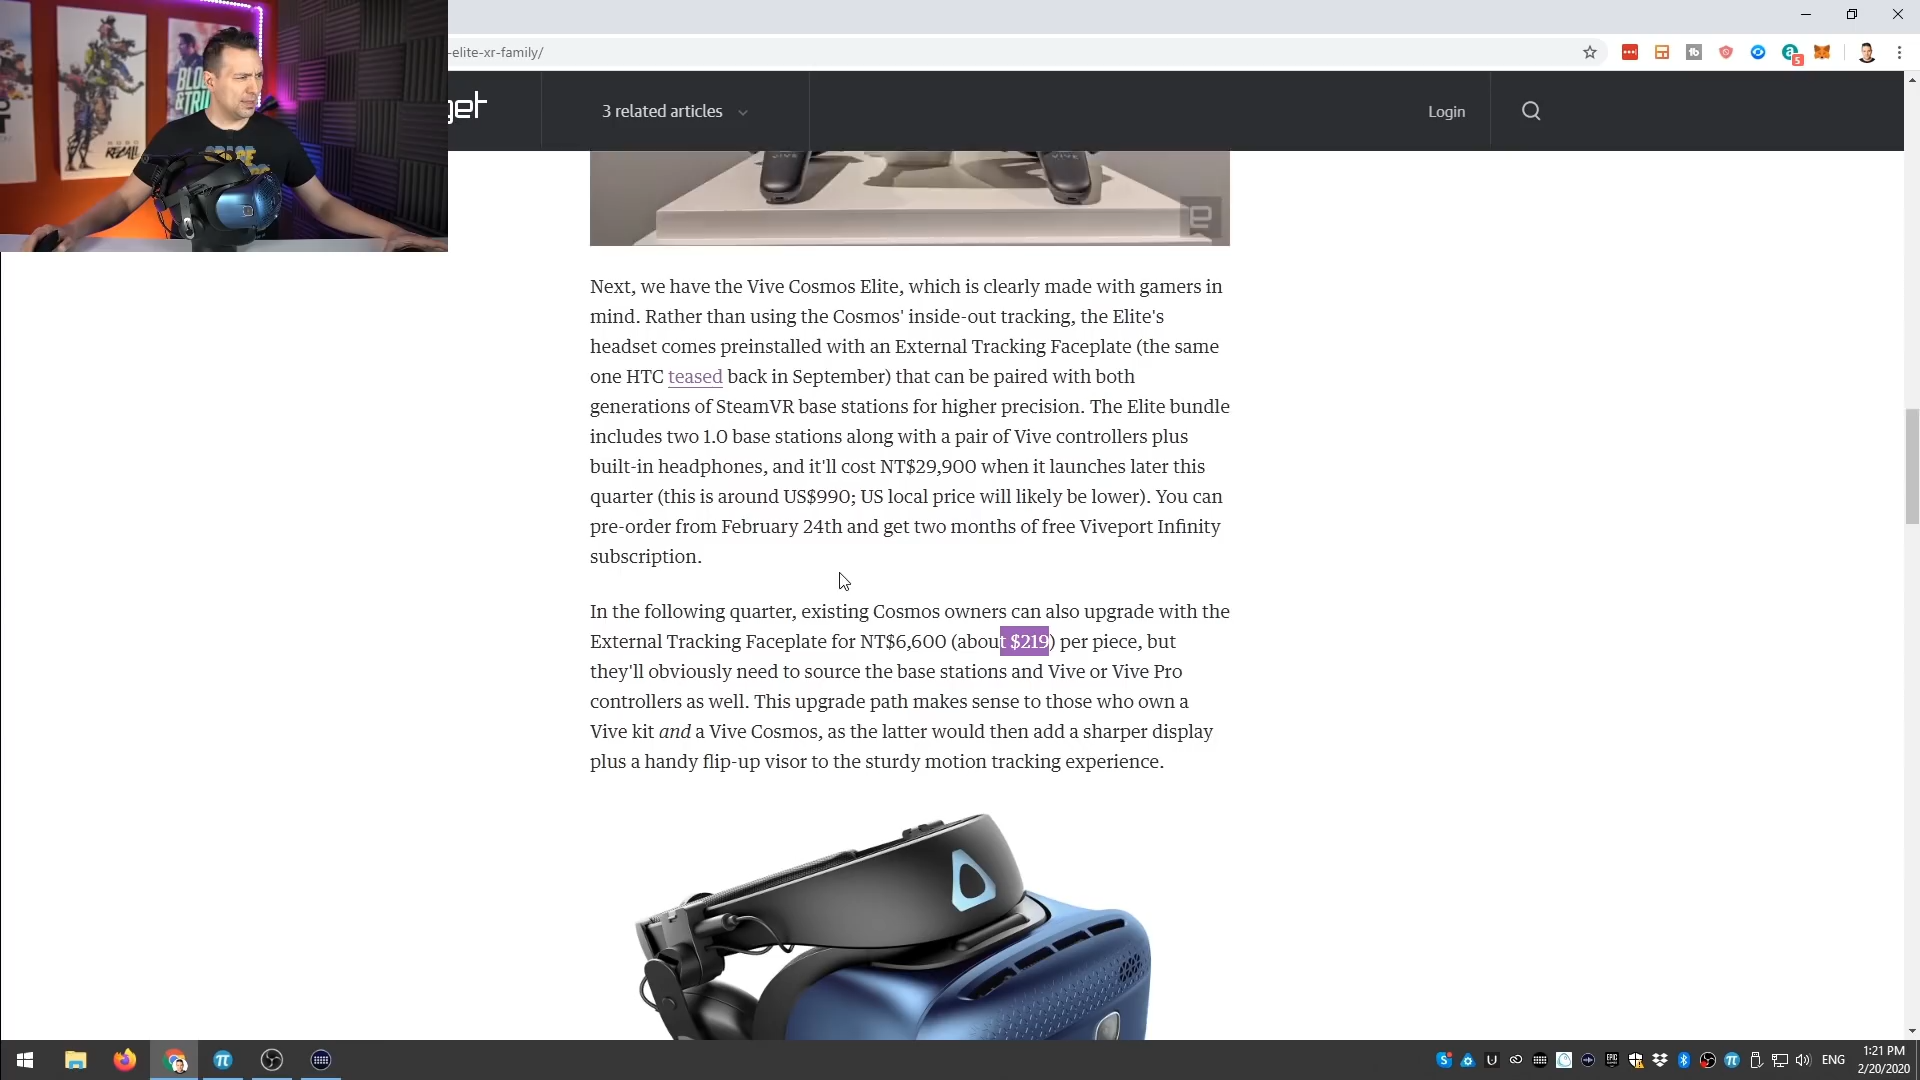 -elite-xr-family/
5
get
3 related articles
Login
VIVE
VIVE
e
Next, we have the Vive Cosmos Elite, which is clearly made with gamers in
mind. Rather than using the Cosmos' inside-out tracking, the Elite's
headset comes preinstalled with an External Tracking Faceplate (the same
one HTC teased back in September) that can be paired with both
generations of SteamVR base stations for higher precision. The Elite bundle
includes two 1.0 base stations along with a pair of Vive controllers plus
built-in headphones, and it'll cost NT$29,900 when it launches later this
quarter (this is around US$990; US local price will likely be lower). You can
pre-order from February 24th and get two months of free Viveport Infinity
subscription.
In the following quarter, existing Cosmos owners can also upgrade with the
External Tracking Faceplate for NT$6,600 (about $219) per piece, but
they'll obviously need to source the base stations and Vive or Vive Pro
controllers as well. This upgrade path makes sense to those who own a
Vive kit and a Vive Cosmos, as the latter would then add a sharper display
plus a handy flip-up visor to the sturdy motion tracking experience.
ENG
1:21 PM
2/20/2020